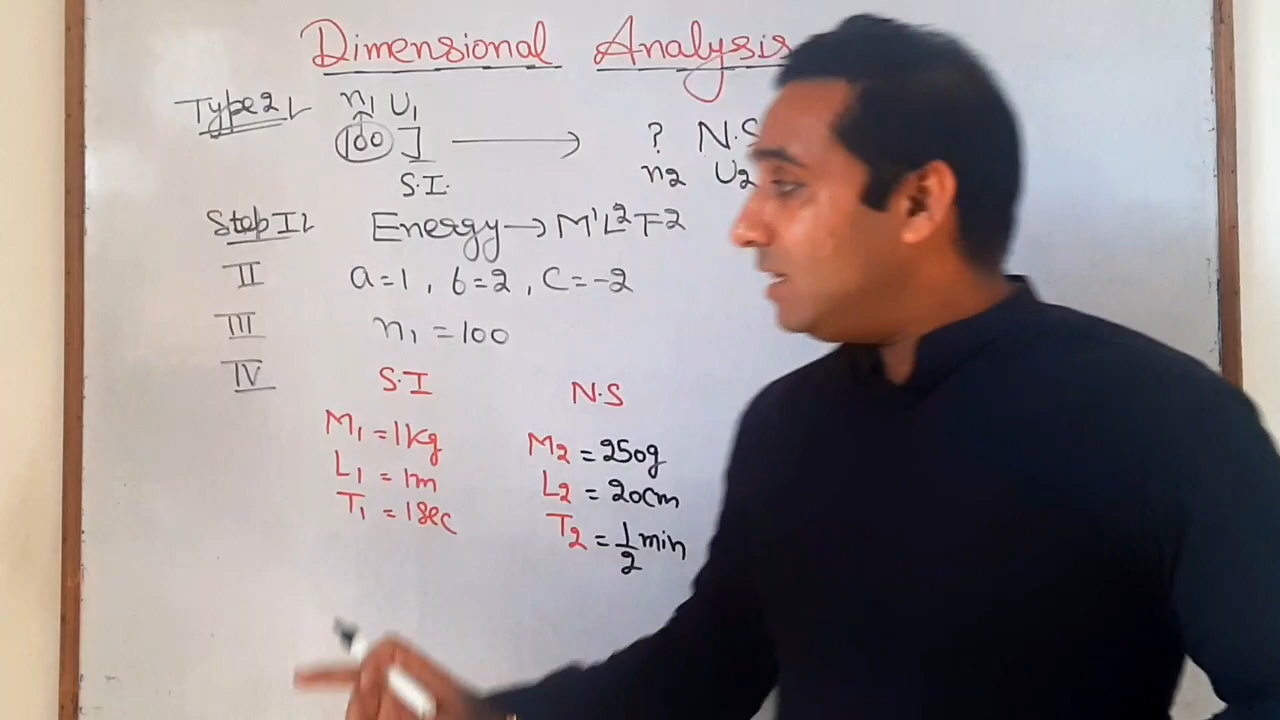 Dimensional Analysis
Type 2 n1 U1
100 J → ? N.S
S.I. n2 U2
Step I Energy → M¹L²T-2
II a=1, b=2, c=-2
III n1 = 100
IV S.I N.S
M1 = 1kg M2 = 250g
L1 = 1m L2 = 20cm
T1 = 1sec T2 = 1/2 min